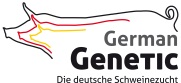 German
GENETIC
Die deutsche Schweinezucht